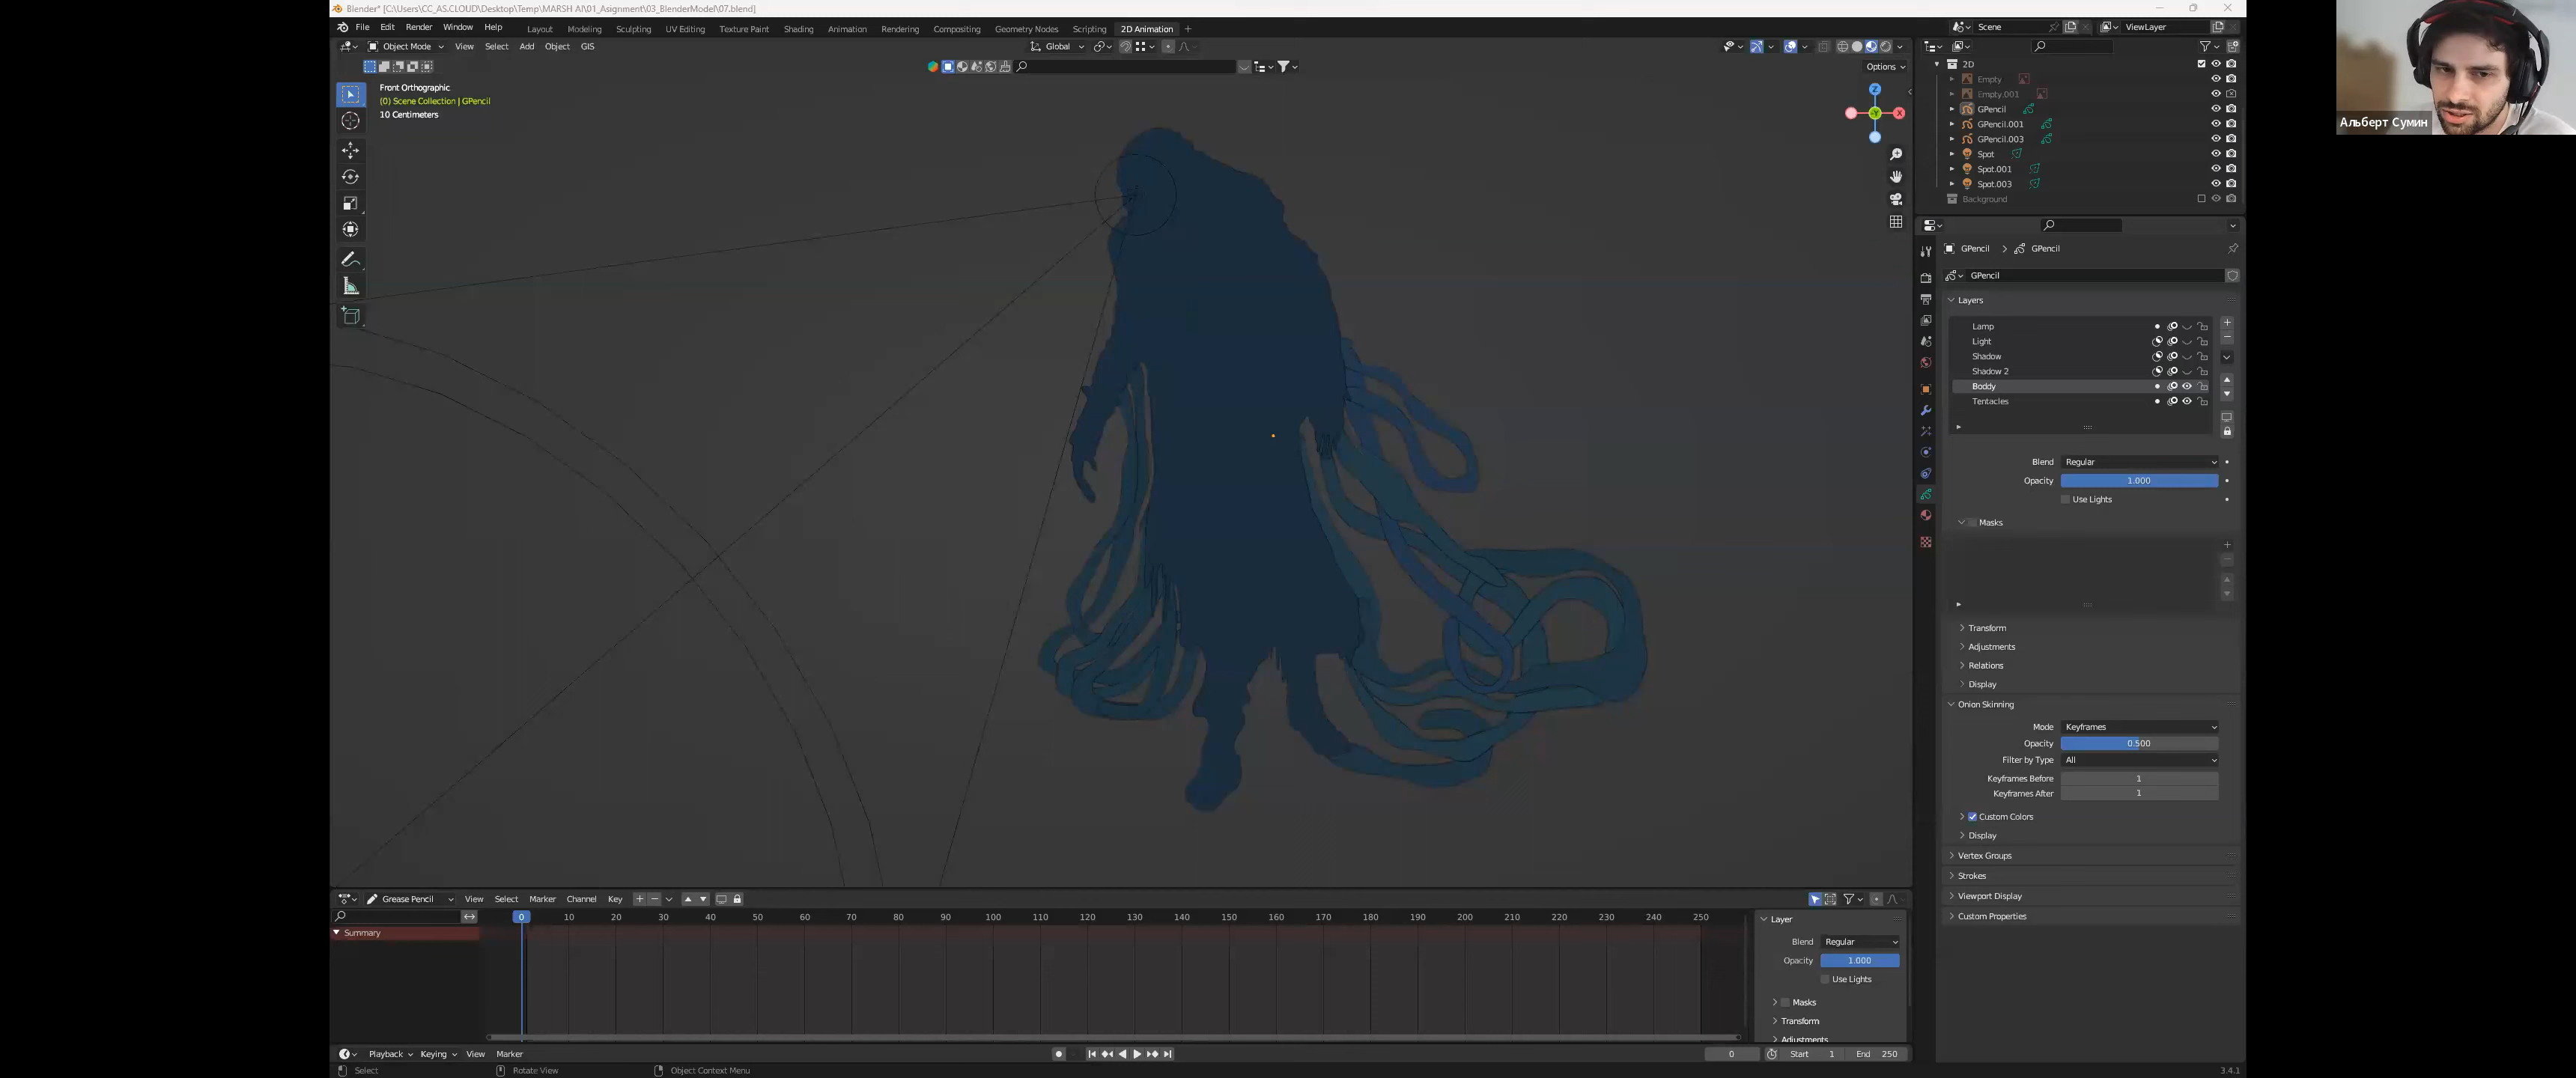 Blender* [C:\Users\CC_AS.CLOUD\Desktop\Temp\MARSH AI\01_Asignment\03_BlenderModel\07.blend]
File Edit Render Window Help Layout Modeling Sculpting UV Editing Texture Paint Shading Animation Rendering Compositing Geometry Nodes Scripting 2D Animation + Scene ViewLayer
Object Mode View Select Add Object GIS Global
Options
Front Orthographic
(0) Scene Collection | GPencil
10 Centimeters
Z
Y
X
2D
Empty
Empty.001
GPencil
GPencil.001
GPencil.003
Spot
Spot.001
Spot.003
Background
Альберт Сумин
GPencil > GPencil
GPencil
Layers
Lamp
Light
Shadow
Shadow 2
Boddy
Tentacles
Blend Regular
Opacity 1.000
Use Lights
Masks
Transform
Adjustments
Relations
Display
Onion Skinning
Mode Keyframes
Opacity 0.500
Filter by Type All
Keyframes Before 1
Keyframes After 1
Custom Colors
Display
Vertex Groups
Strokes
Viewport Display
Custom Properties
Grease Pencil View Select Marker Channel Key
0 10 20 30 40 50 60 70 80 90 100 110 120 130 140 150 160 170 180 190 200 210 220 230 240 250
Summary
Layer
Blend Regular
Opacity 1.000
Use Lights
Masks
Transform
Adjustments
Playback Keying View Marker 0 Start 1 End 250
Select Rotate View Object Context Menu 3.4.1